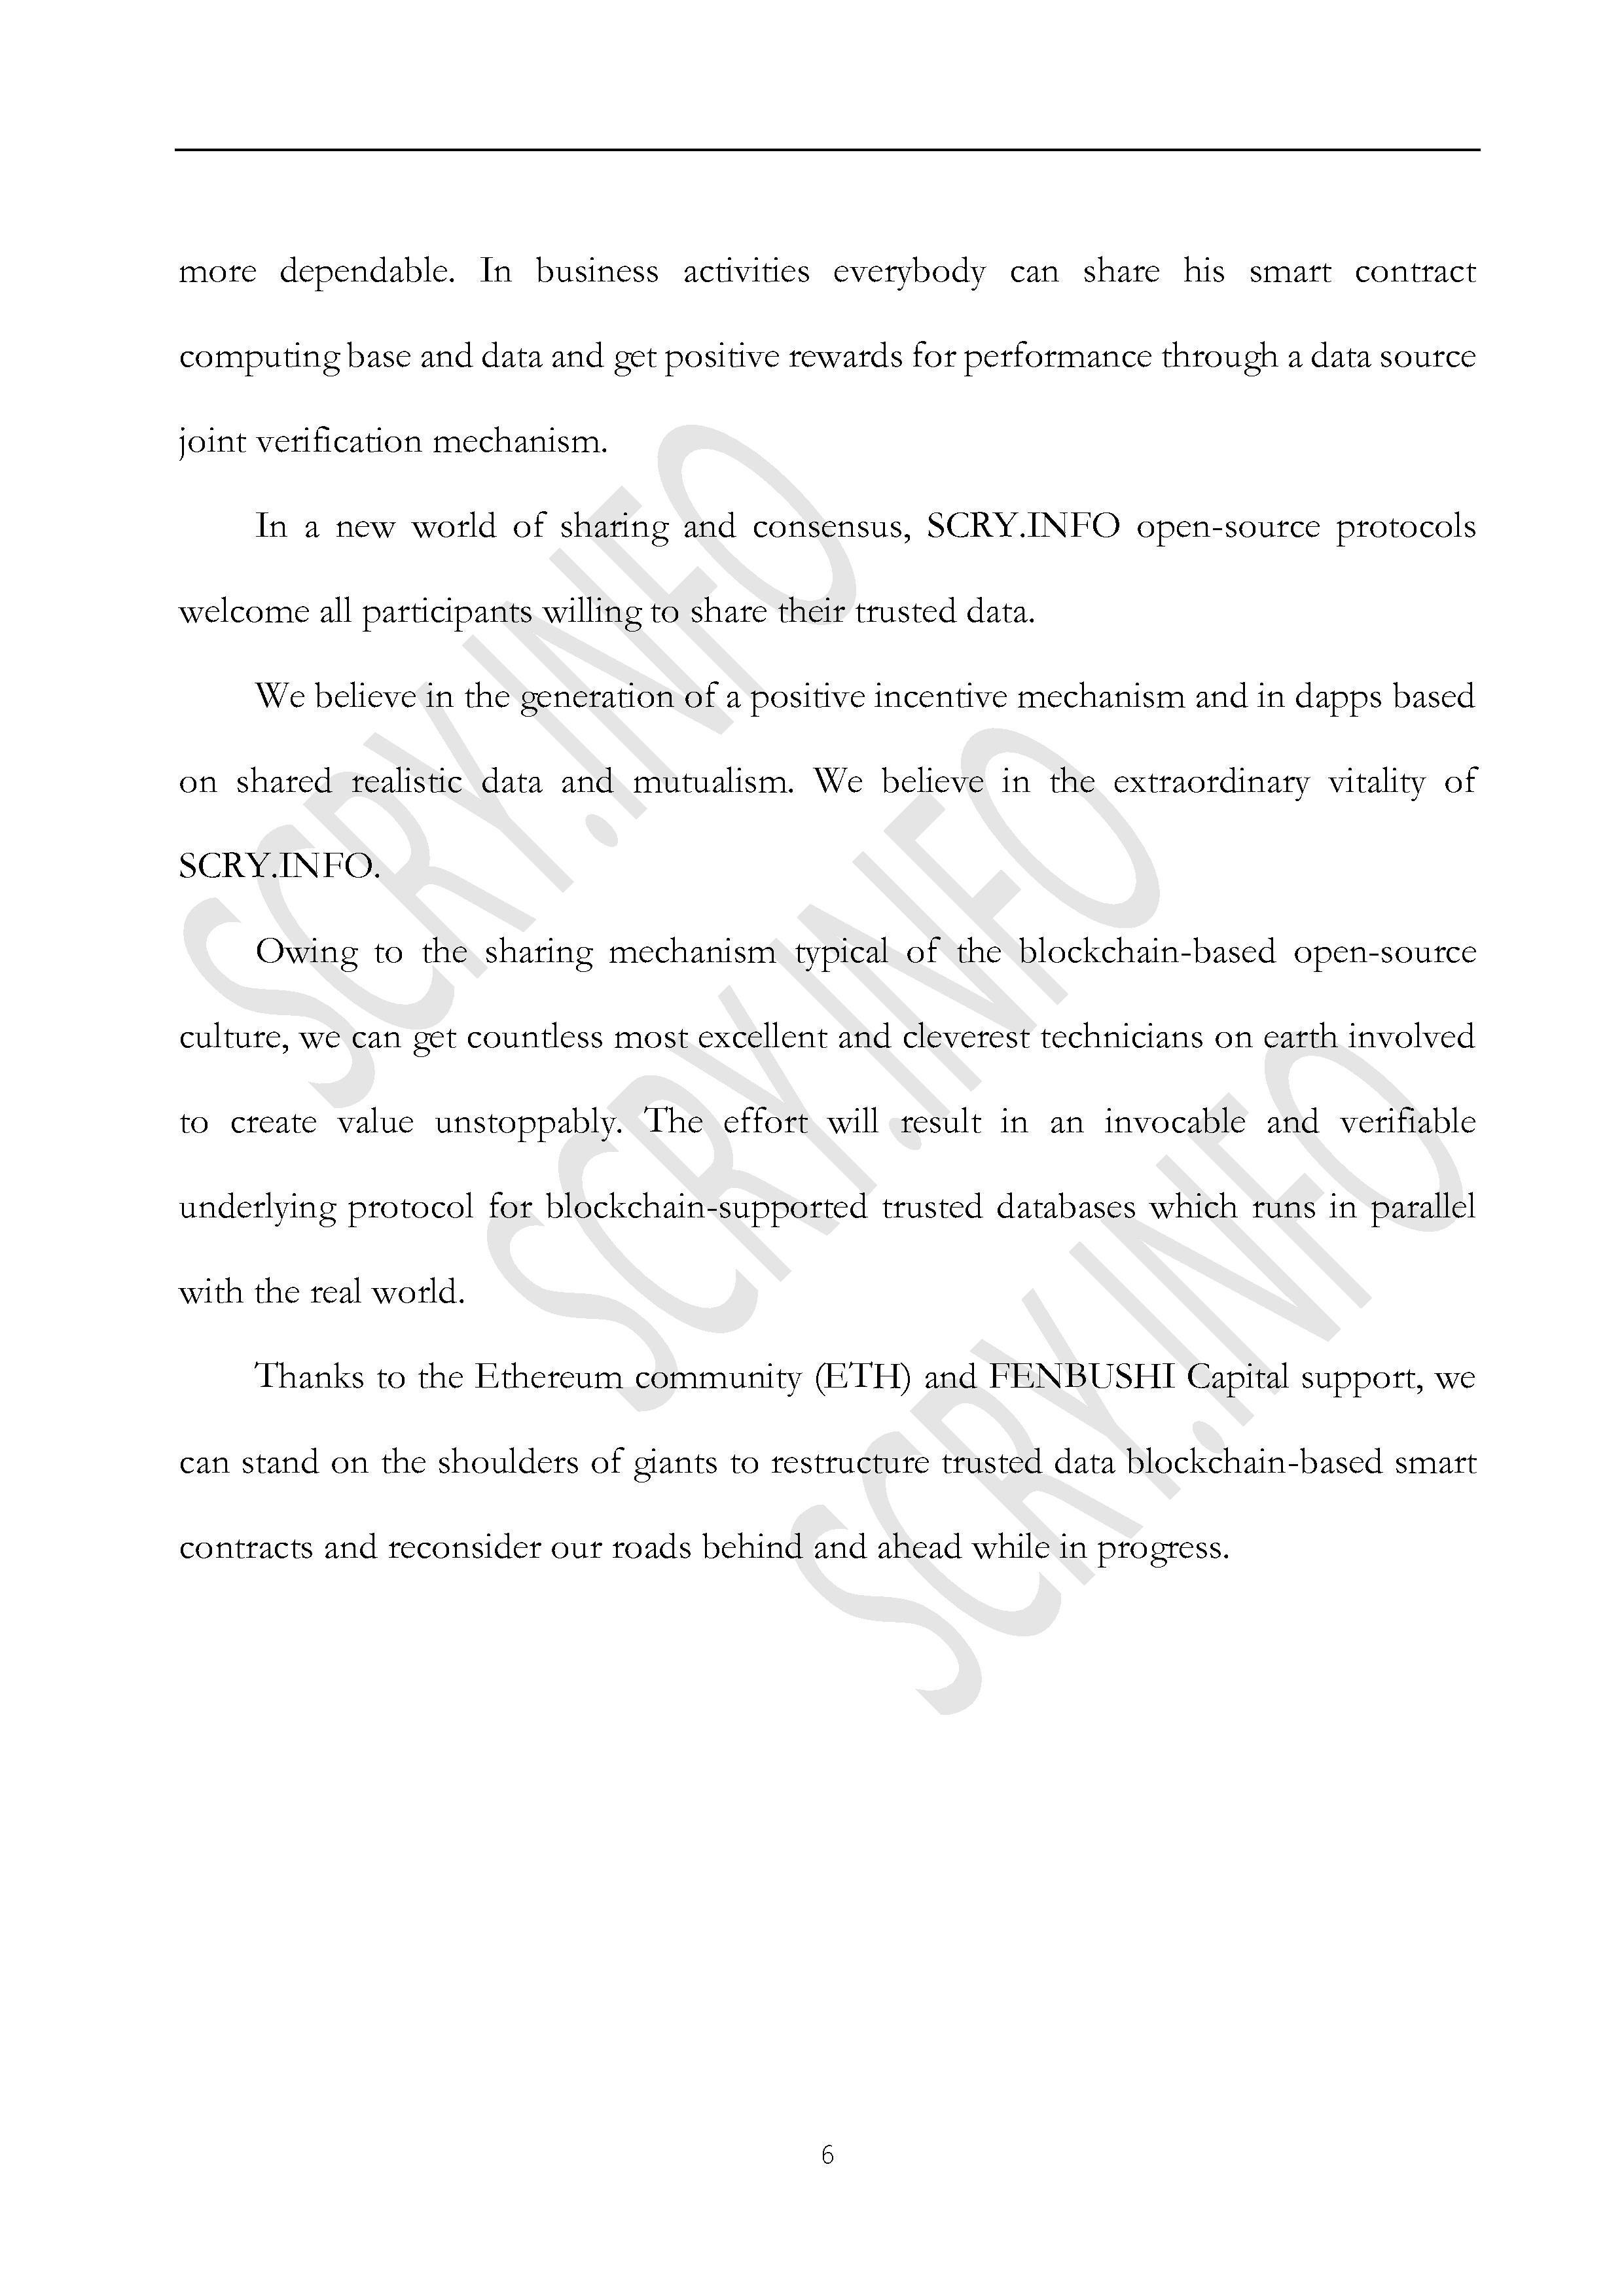 more dependable. In business activities everybody can share his smart contract
computing base and data and get positive rewards for performance through a data source
joint verification mechanism.
In a new world of sharing and consensus, SCRY.INFO open-source protocols
welcome all participants willing to share their trusted data.
We believe in the generation of a positive incentive mechanism and in dapps based
on shared realistic data and mutualism. We believe in the extraordinary vitality of
SCRY.INFO.
Owing to the sharing mechanism typical of the blockchain-based open-source
culture, we can get countless most excellent and cleverest technicians on earth involved
to create value unstoppably. The effort will result in an invocable and verifiable
underlying protocol for blockchain-supported trusted databases which runs in parallel
with the real world.
Thanks to the Ethereum community (ETH) and FENBUSHI Capital support, we
can stand on the shoulders of giants to restructure trusted data blockchain-based smart
contracts and reconsider our roads behind and ahead while in progress.
SCRY.INFO
SCRY.INFO
SCRY.INFO
6